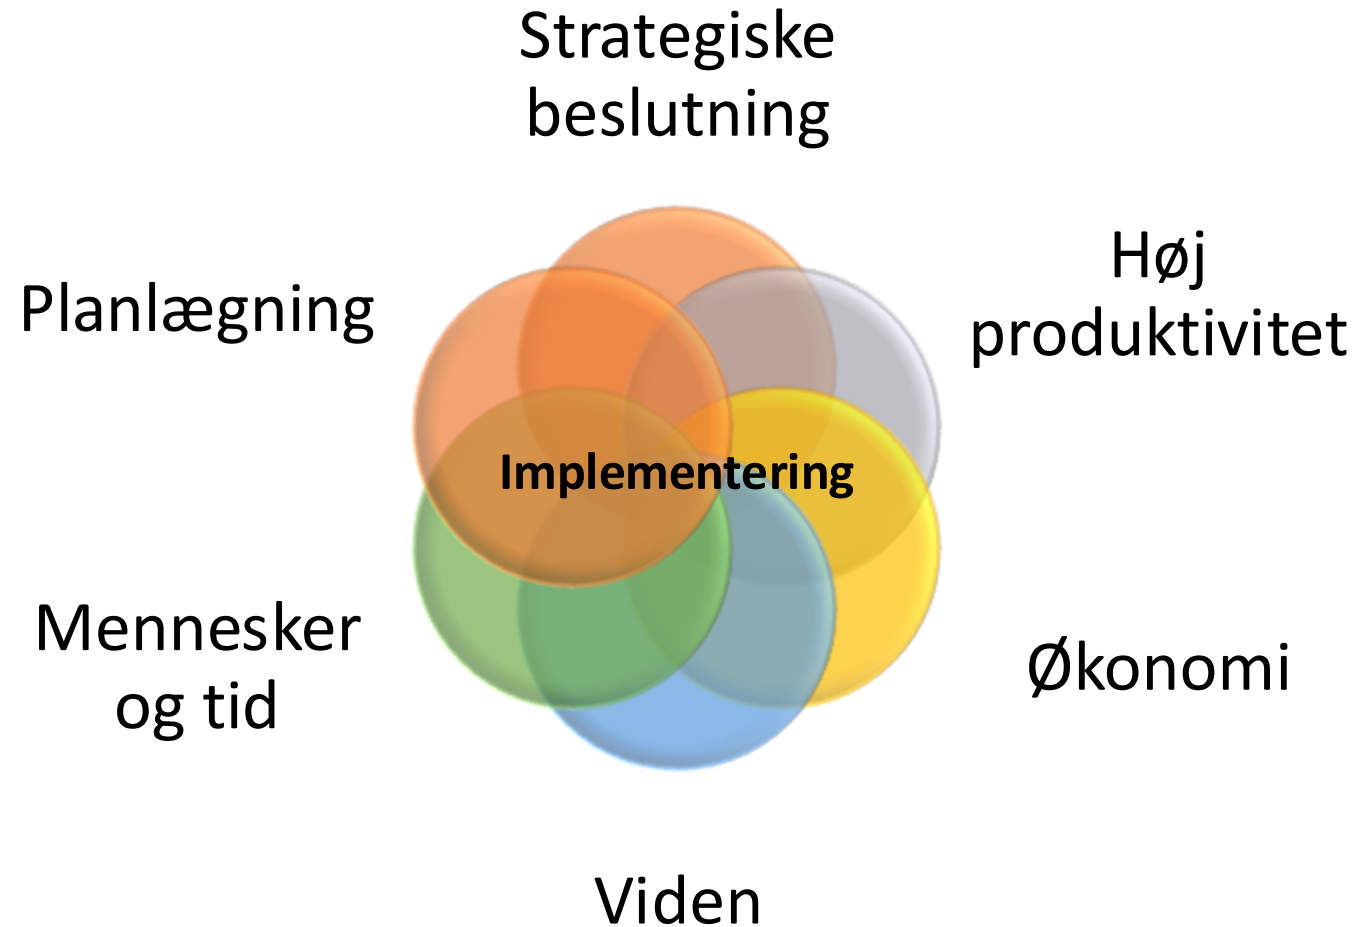 Strategiske
beslutning
Høj
produktivitet
Planlægning
Implementering
Mennesker
og tid
Økonomi
Viden